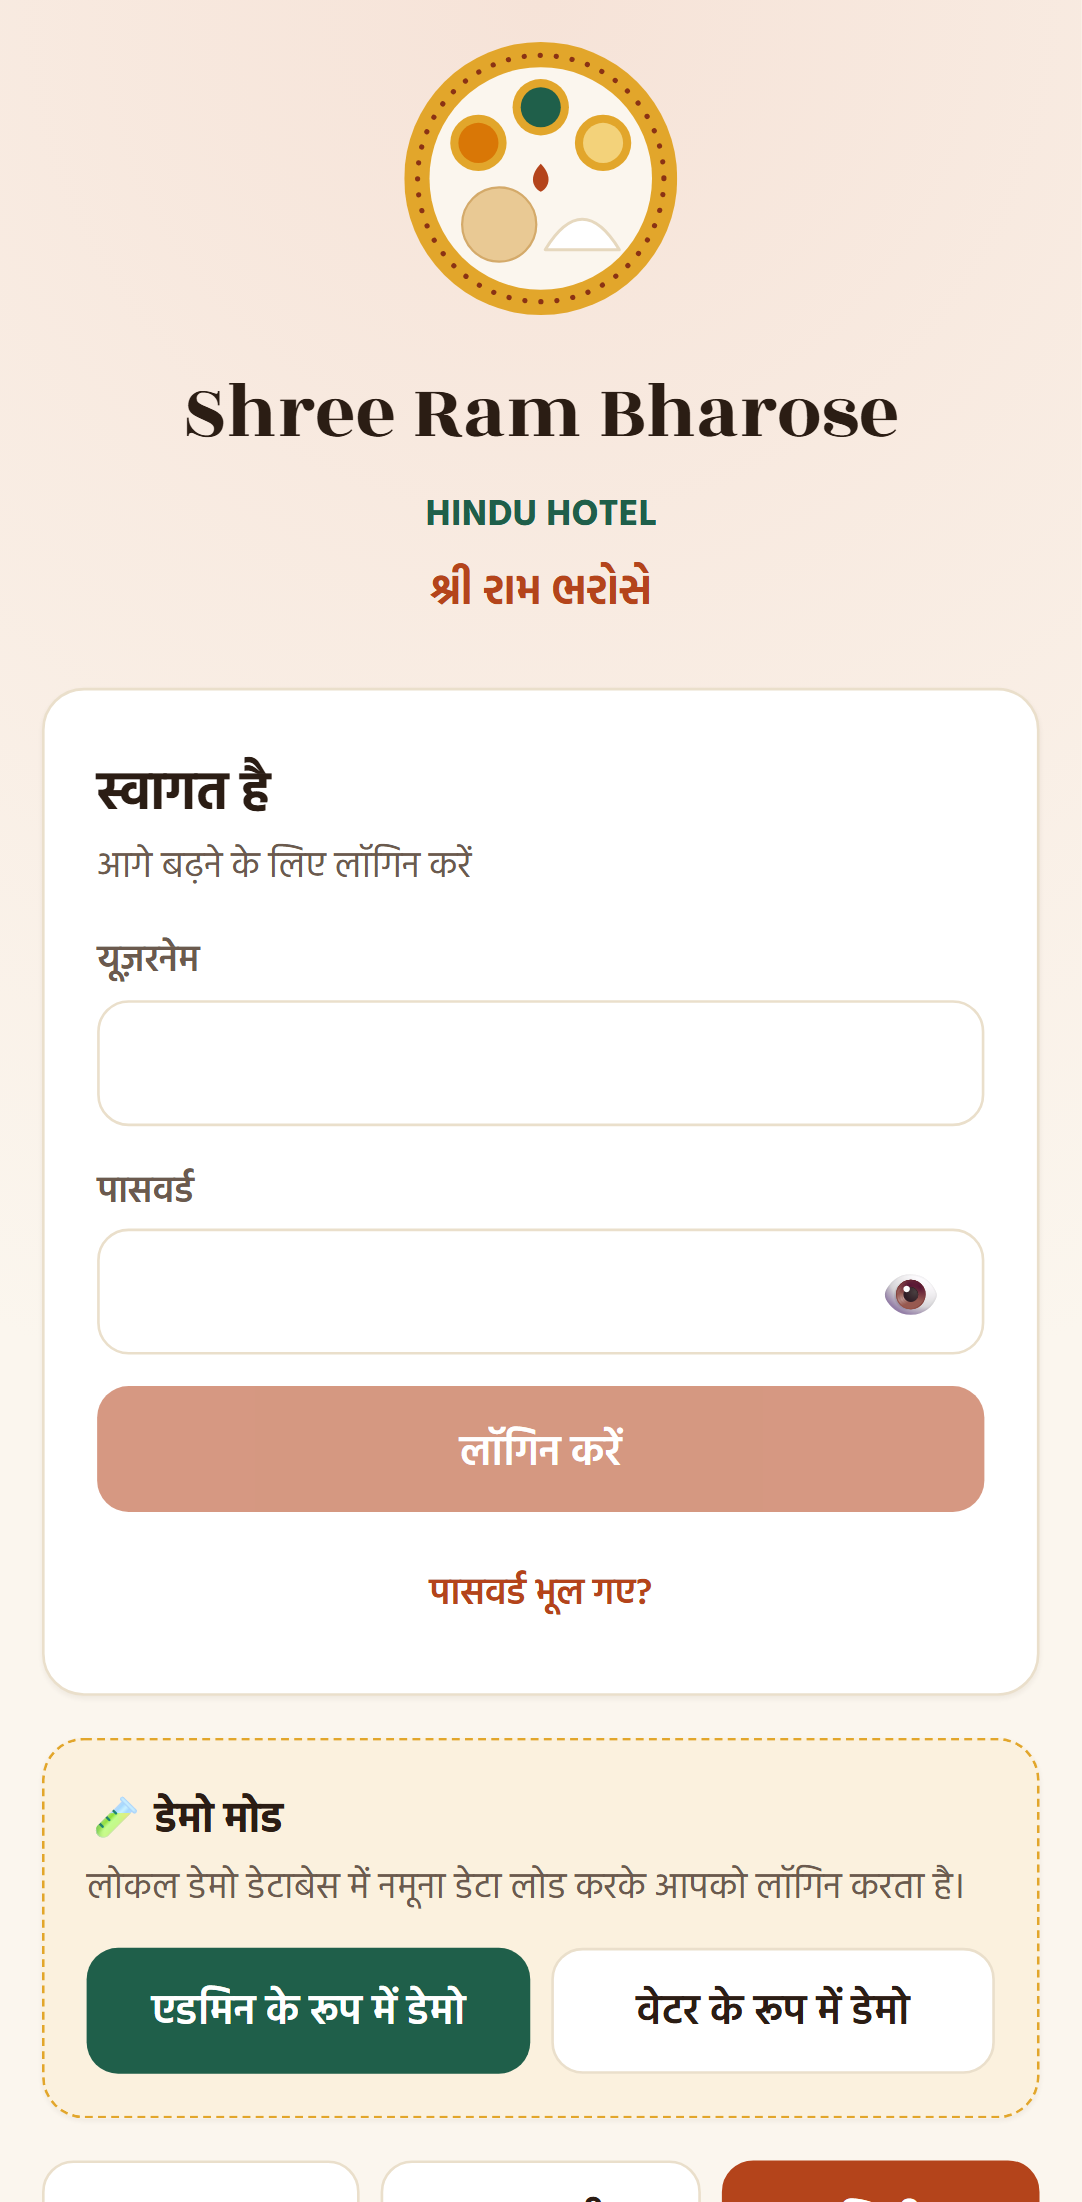 Shree Ram Bharose
HINDU HOTEL
श्री राम भरोसे
स्वागत है
आगे बढ़ने के लिए लॉगिन करें
यूज़रनेम
पासवर्ड
लॉगिन करें
पासवर्ड भूल गए?
डेमो मोड
लोकल डेमो डेटाबेस में नमूना डेटा लोड करके आपको लॉगिन करता है।
एडमिन के रूप में डेमो
वेटर के रूप में डेमो